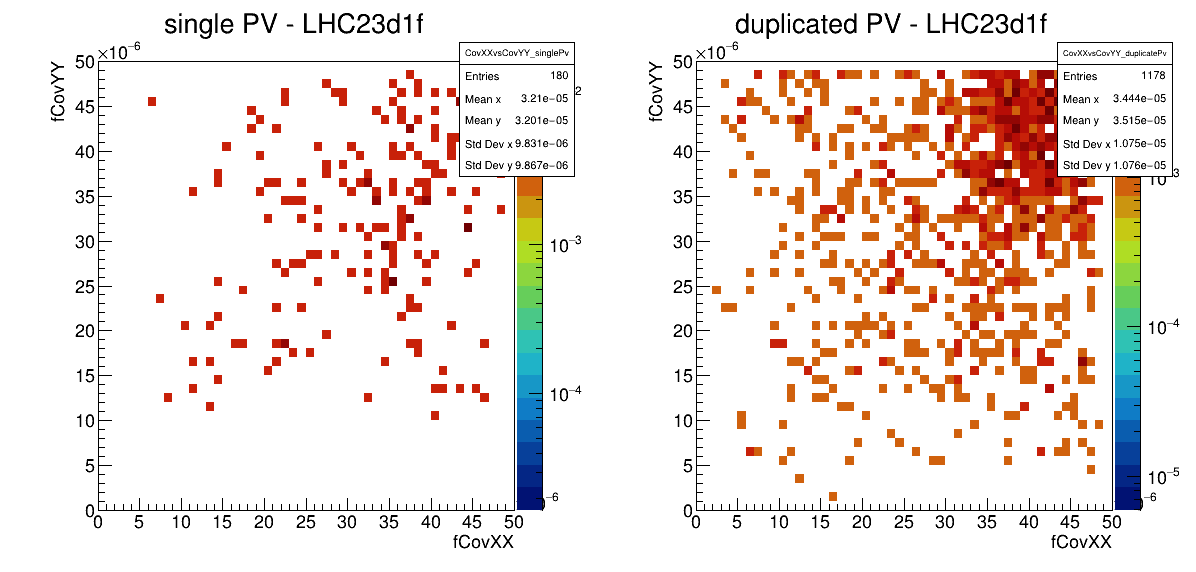 single PV - LHC23d1f
×10⁻⁶
fCovYY
50
45
40
35
30
25
20
15
10
5
0
0 5 10 15 20 25 30 35 40 45 50
fCovXX
CovXXvsCovYY_singlePv
Entries 180
Mean x 3.21e−05
Mean y 3.201e−05
Std Dev x 9.831e−06
Std Dev y 9.867e−06
2
10⁻³
10⁻⁴
−6
duplicated PV - LHC23d1f
×10⁻⁶
fCovYY
50
45
40
35
30
25
20
15
10
5
0
0 5 10 15 20 25 30 35 40 45 50
fCovXX
CovXXvsCovYY_duplicatePv
Entries 1178
Mean x 3.444e−05
Mean y 3.515e−05
Std Dev x 1.075e−05
Std Dev y 1.076e−05
10⁻³
10⁻⁴
10⁻⁵
−6